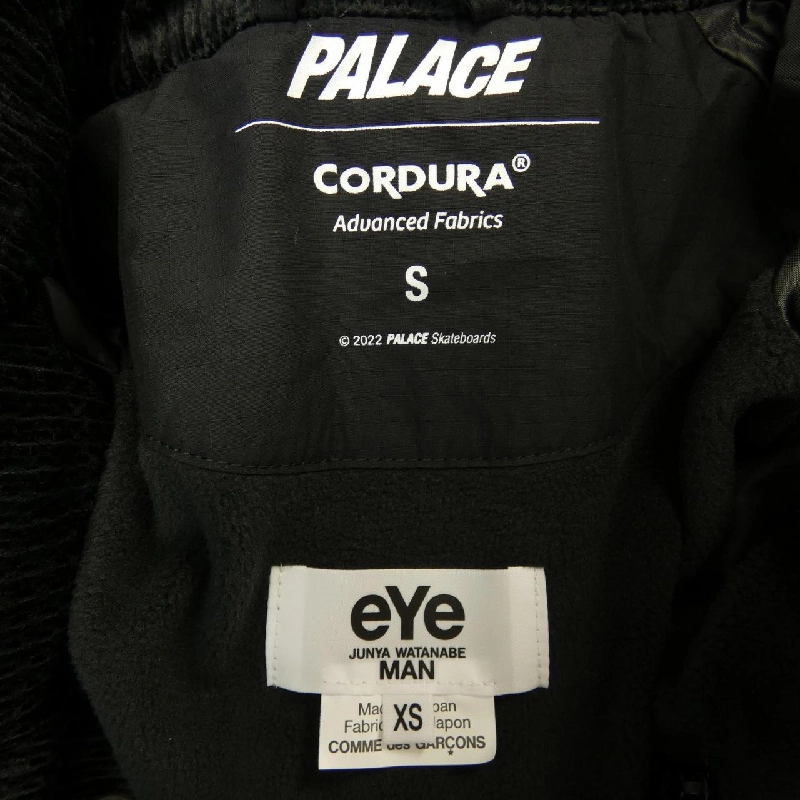 PALACE
CORDURA®
Advanced Fabrics
S
© 2022 PALACE Skateboards
eYe
JUNYA WATANABE
MAN
XS
COMME des GARÇONS